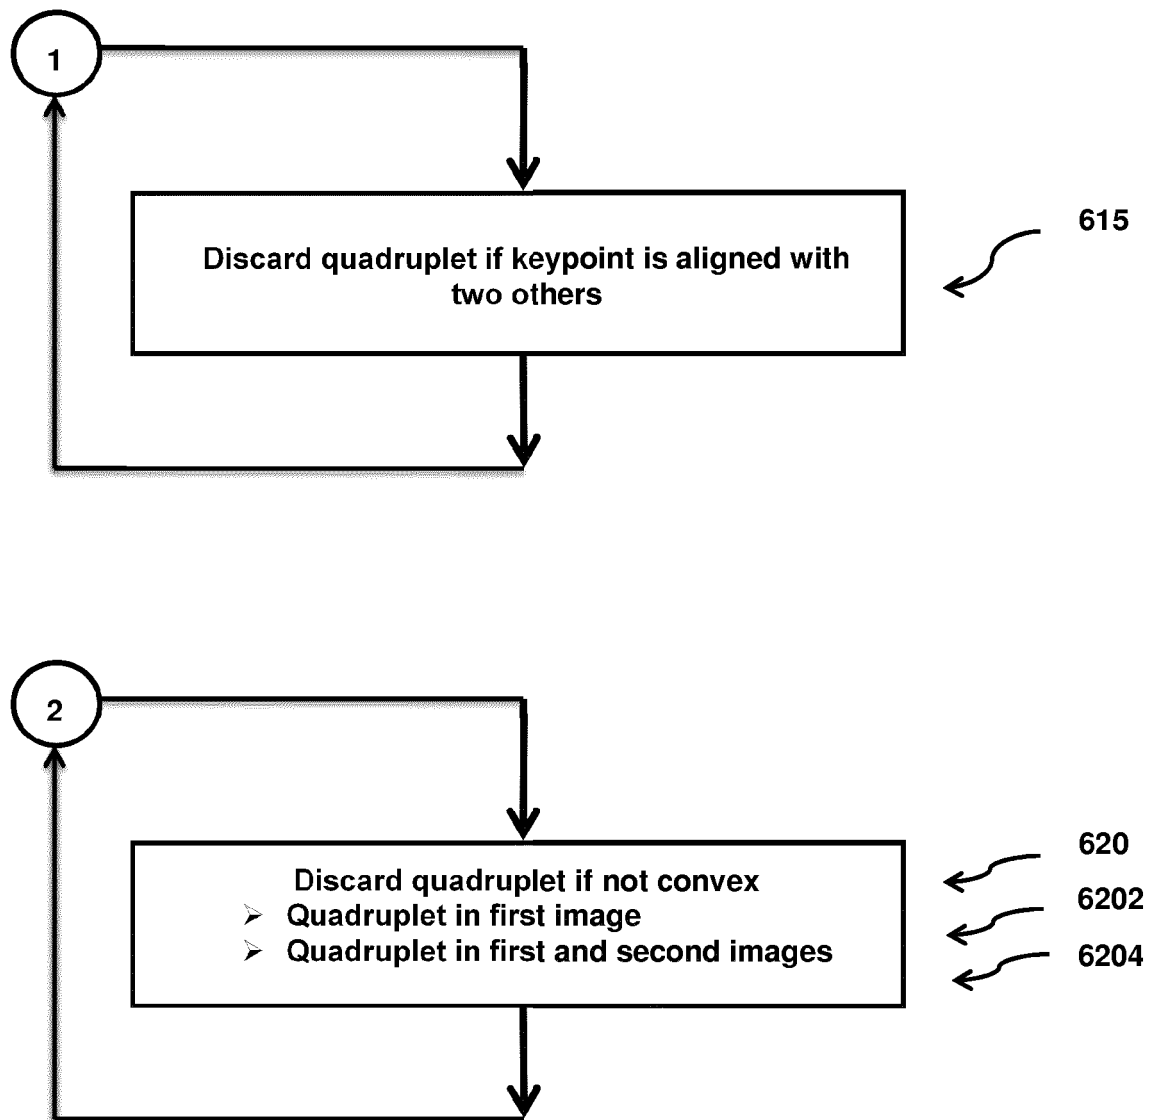 1
615
Discard quadruplet if keypoint is aligned with
two others
2
620
Discard quadruplet if not convex
6202
➢ Quadruplet in first image
➢ Quadruplet in first and second images
6204